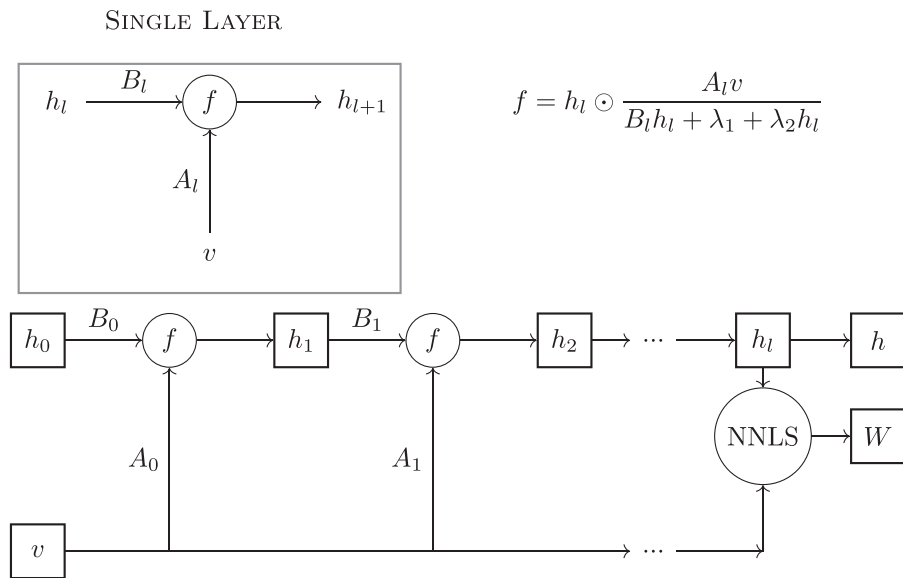 SINGLE LAYER
h_l B_l f h_{l+1}
A_l
v
f = h_l ⊙ \frac{A_l v}{B_l h_l + λ_1 + λ_2 h_l}
h_0 B_0 f h_1 B_1 f h_2 ... h_l h
A_0 A_1 NNLS W
v ...